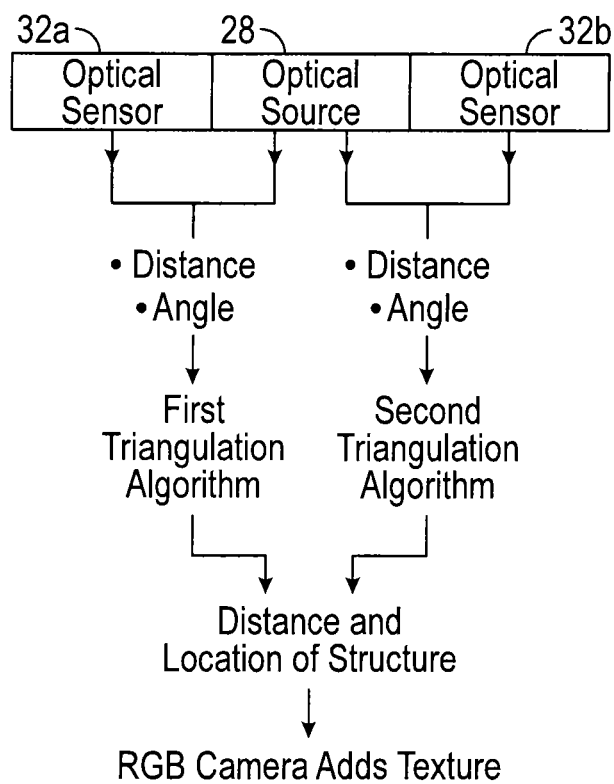 32a 28 32b
Optical Sensor Optical Source Optical Sensor
• Distance • Distance
• Angle • Angle
First Triangulation Algorithm Second Triangulation Algorithm
Distance and
Location of Structure
RGB Camera Adds Texture